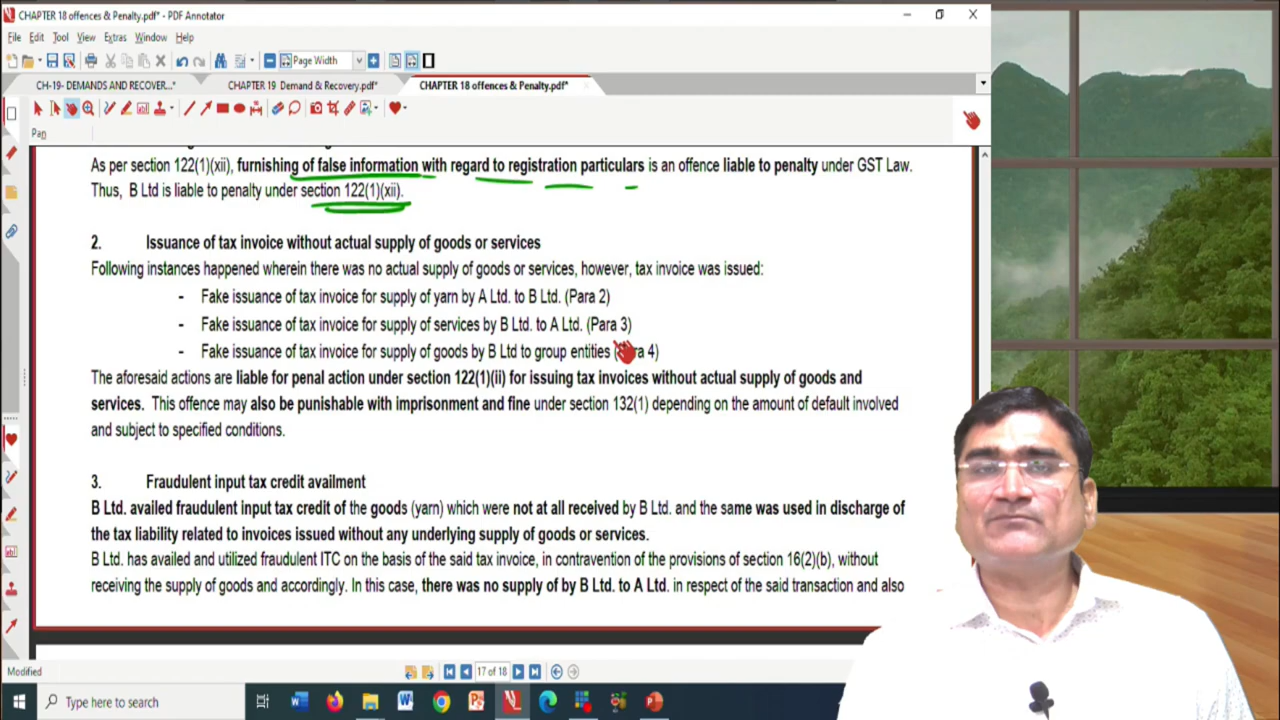 CHAPTER 18 offences & Penalty.pdf* - PDF Annotator
File Edit Tool View Extras Window Help
Page Width
CH-19- DEMANDS AND RECOVER...* CHAPTER 19 Demand & Recovery.pdf* CHAPTER 18 offences & Penalty.pdf*
Pan
As per section 122(1)(xii), furnishing of false information with regard to registration particulars is an offence liable to penalty under GST Law.
Thus, B Ltd is liable to penalty under section 122(1)(xii).
2. Issuance of tax invoice without actual supply of goods or services
Following instances happened wherein there was no actual supply of goods or services, however, tax invoice was issued:
- Fake issuance of tax invoice for supply of yarn by A Ltd. to B Ltd. (Para 2)
- Fake issuance of tax invoice for supply of services by B Ltd. to A Ltd. (Para 3)
- Fake issuance of tax invoice for supply of goods by B Ltd to group entities 4)
The aforesaid actions are liable for penal action under section 122(1)(ii) for issuing tax invoices without actual supply of goods and
services. This offence may also be punishable with imprisonment and fine under section 132(1) depending on the amount of default involved
and subject to specified conditions.
3. Fraudulent input tax credit availment
B Ltd. availed fraudulent input tax credit of the goods (yarn) which were not at all received by B Ltd. and the same was used in discharge of
the tax liability related to invoices issued without any underlying supply of goods or services.
B Ltd. has availed and utilized fraudulent ITC on the basis of the said tax invoice, in contravention of the provisions of section 16(2)(b), without
receiving the supply of goods and accordingly. In this case, there was no supply of by B Ltd. to A Ltd. in respect of the said transaction and also
Modified
17 of 18
Type here to search